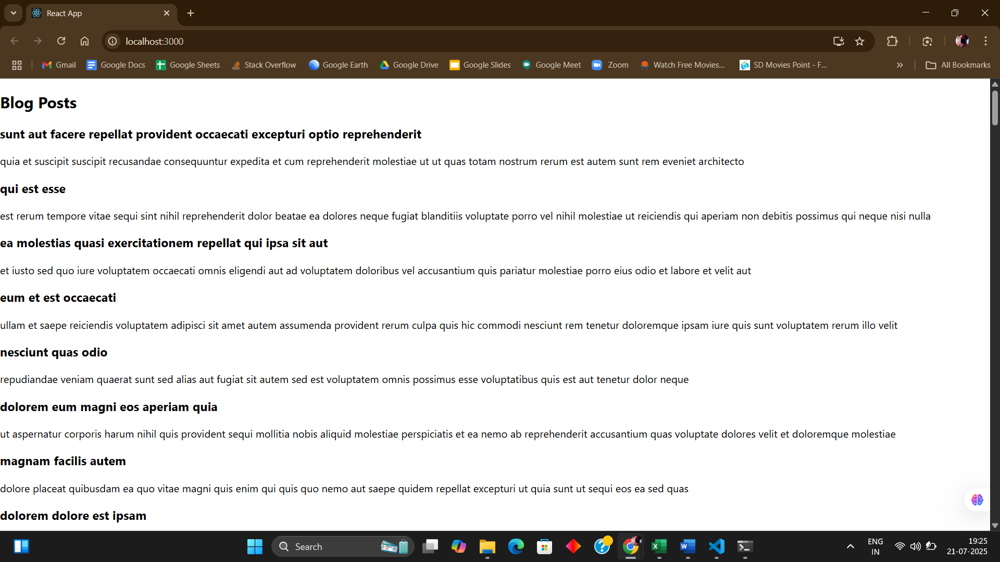 React App
localhost:3000
Gmail Google Docs Google Sheets Stack Overflow Google Earth Google Drive Google Slides Google Meet Zoom Watch Free Movies... SD Movies Point - F... All Bookmarks
Blog Posts
sunt aut facere repellat provident occaecati excepturi optio reprehenderit
quia et suscipit suscipit recusandae consequuntur expedita et cum reprehenderit molestiae ut ut quas totam nostrum rerum est autem sunt rem eveniet architecto
qui est esse
est rerum tempore vitae sequi sint nihil reprehenderit dolor beatae ea dolores neque fugiat blanditiis voluptate porro vel nihil molestiae ut reiciendis qui aperiam non debitis possimus qui neque nisi nulla
ea molestias quasi exercitationem repellat qui ipsa sit aut
et iusto sed quo iure voluptatem occaecati omnis eligendi aut ad voluptatem doloribus vel accusantium quis pariatur molestiae porro eius odio et labore et velit aut
eum et est occaecati
ullam et saepe reiciendis voluptatem adipisci sit amet autem assumenda provident rerum culpa quis hic commodi nesciunt rem tenetur doloremque ipsam iure quis sunt voluptatem rerum illo velit
nesciunt quas odio
repudiandae veniam quaerat sunt sed alias aut fugiat sit autem sed est voluptatem omnis possimus esse voluptatibus quis est aut tenetur dolor neque
dolorem eum magni eos aperiam quia
ut aspernatur corporis harum nihil quis provident sequi mollitia nobis aliquid molestiae perspiciatis et ea nemo ab reprehenderit accusantium quas voluptate dolores velit et doloremque molestiae
magnam facilis autem
dolore placeat quibusdam ea quo vitae magni quis enim qui quis quo nemo aut saepe quidem repellat excepturi ut quia sunt ut sequi eos ea sed quas
dolorem dolore est ipsam
Search
ENG
IN
19:25
21-07-2025